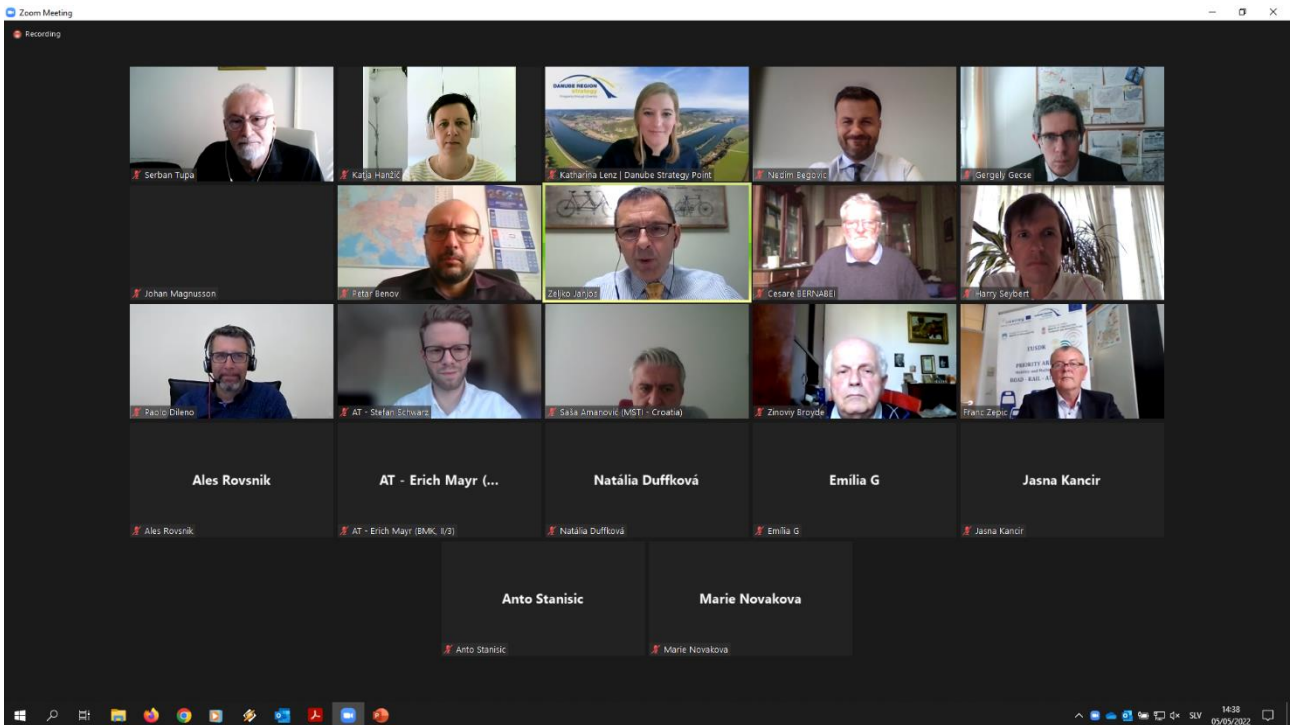 Zoom Meeting
Recording
DANUBE REGION
strategy
Serban Tupa
Katja Hanžič
Katharina Lenz | Danube Strategy Point
Nedim Begovic
Gergely Gecse
Johan Magnusson
Petar Benov
Zeljko Janjos
Cesare BERNABEI
Harry Seybert
EUSDR
PRIORITY AR
Paolo Dileno
AT - Stefan Schwarz
Saša Amanović (MSTI - Croatia)
Zinoviy Broyde
Franc Zepic
Ales Rovsnik
AT - Erich Mayr (...
Natália Duffková
Emília G
Jasna Kancir
Ales Rovsnik
AT - Erich Mayr (BMK, II/3)
Natália Duffková
Emília G
Jasna Kancir
Anto Stanisic
Marie Novakova
Anto Stanisic
Marie Novakova
SLV
14:38
05/05/2022